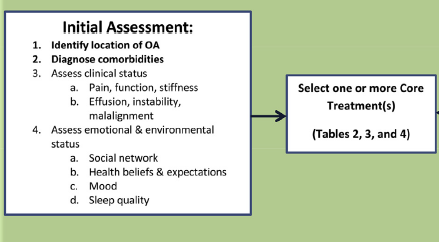 Initial Assessment:
1. Identify location of OA
2. Diagnose comorbidities
3. Assess clinical status
a. Pain, function, stiffness
b. Effusion, instability,
malalignment
4. Assess emotional & environmental
status
a. Social network
b. Health beliefs & expectations
c. Mood
d. Sleep quality
Select one or more Core
Treatment(s)
(Tables 2, 3, and 4)